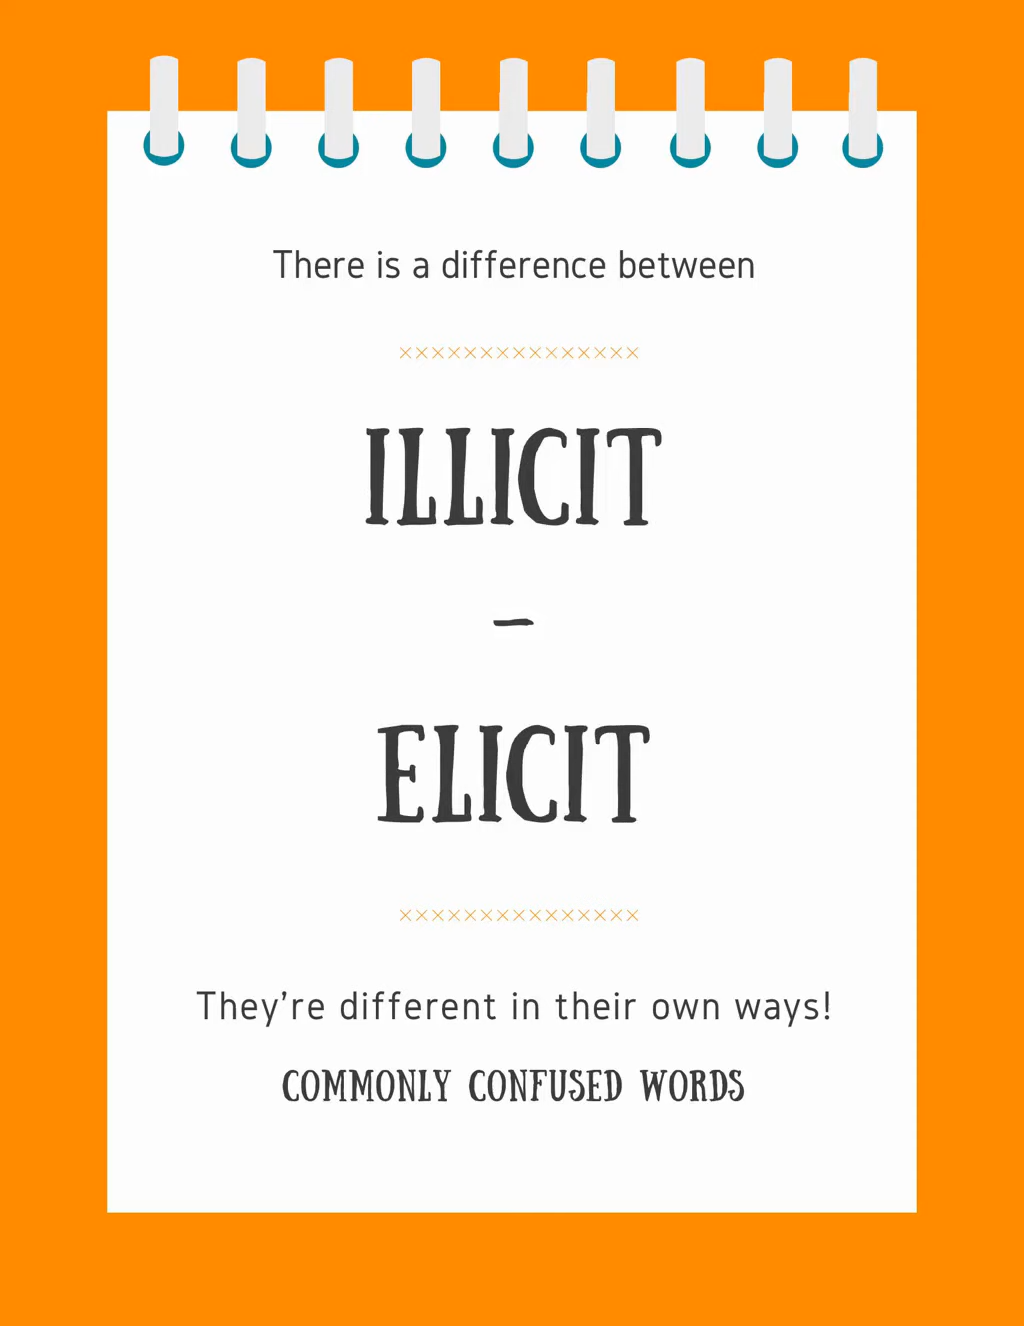 There is a difference between
××××××××××××××× 
ILLICIT
–
ELICIT
×××××××××××××××
They’re different in their own ways!
COMMONLY CONFUSED WORDS